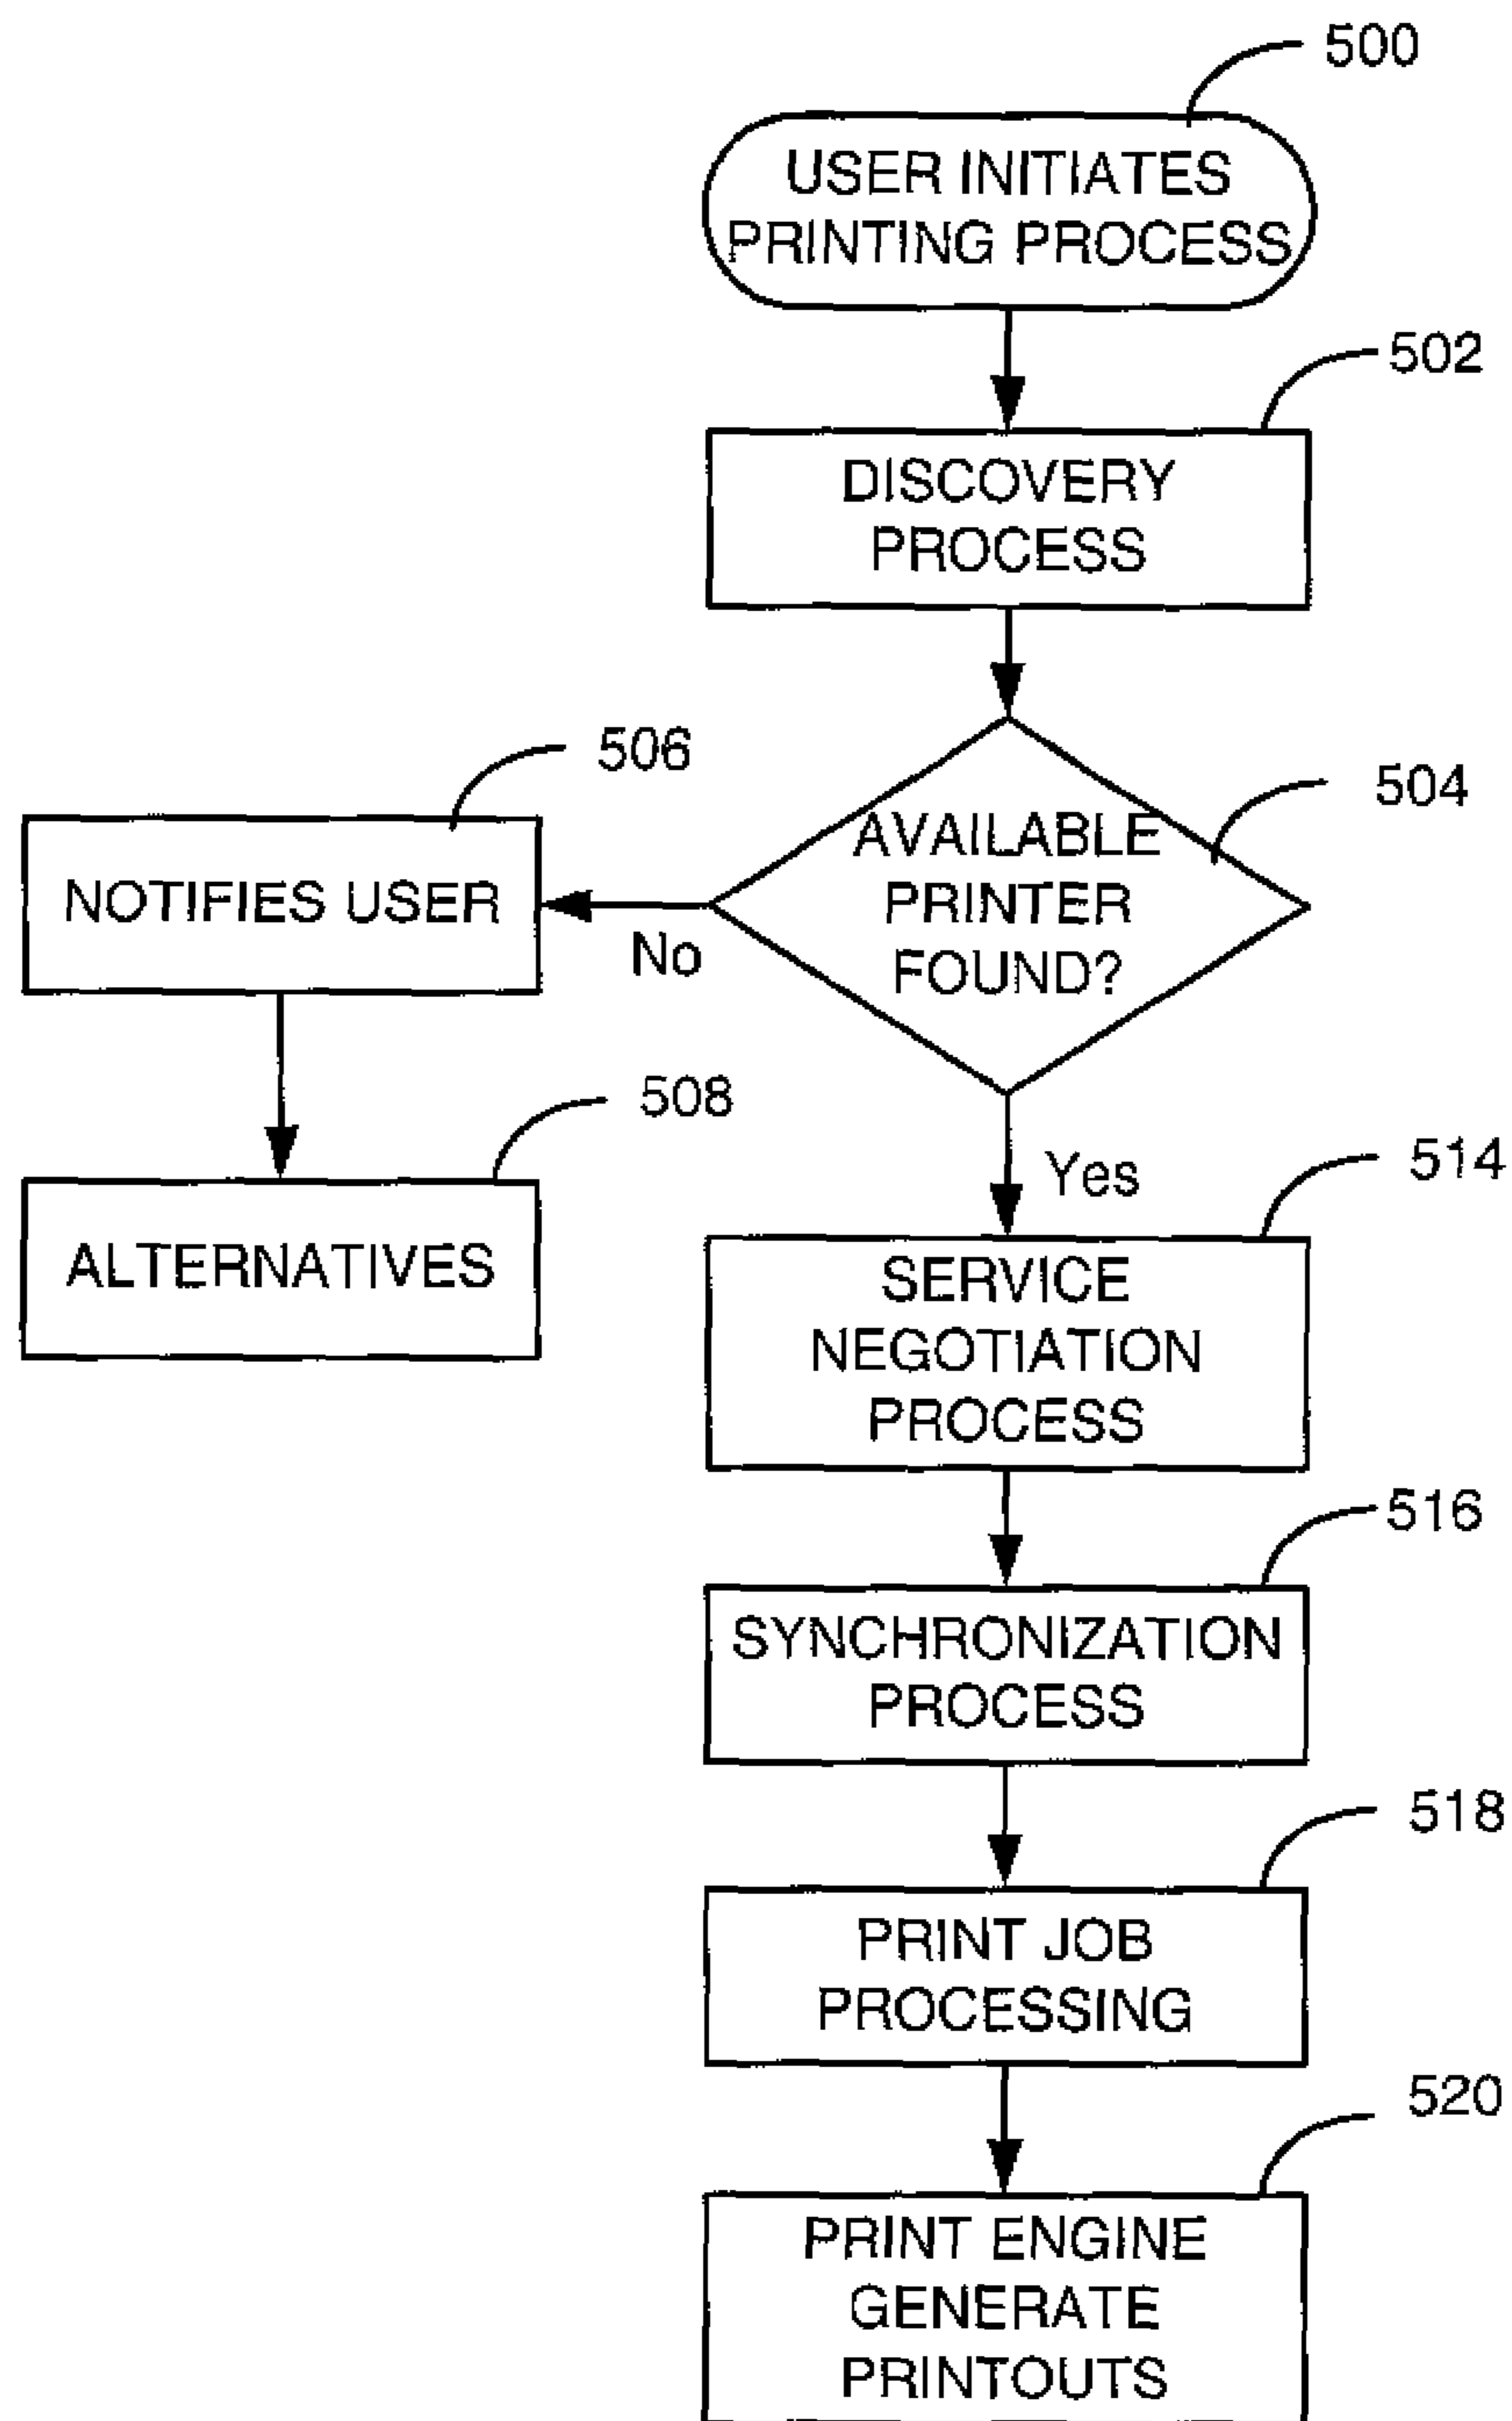 500
USER INITIATES
PRINTING PROCESS
502
DISCOVERY
PROCESS
504
AVAILABLE
PRINTER
FOUND?
506
NOTIFIES USER
No
508
ALTERNATIVES
Yes
514
SERVICE
NEGOTIATION
PROCESS
516
SYNCHRONIZATION
PROCESS
518
PRINT JOB
PROCESSING
520
PRINT ENGINE
GENERATE
PRINTOUTS